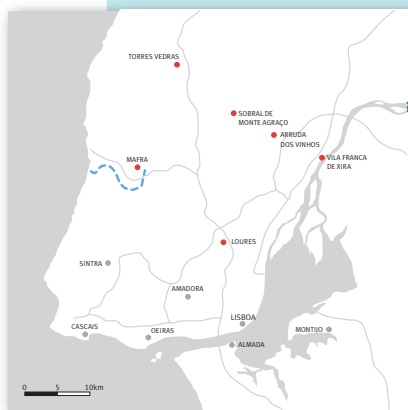 TORRES VEDRAS
SOBRAL DE
MONTE AGRAÇO
ARRUDA
DOS VINHOS
MAFRA
VILA FRANCA
DE XIRA
LOURES
SINTRA
AMADORA
LISBOA
CASCAIS
OEIRAS
MONTIJO
ALMADA
0 5 10km